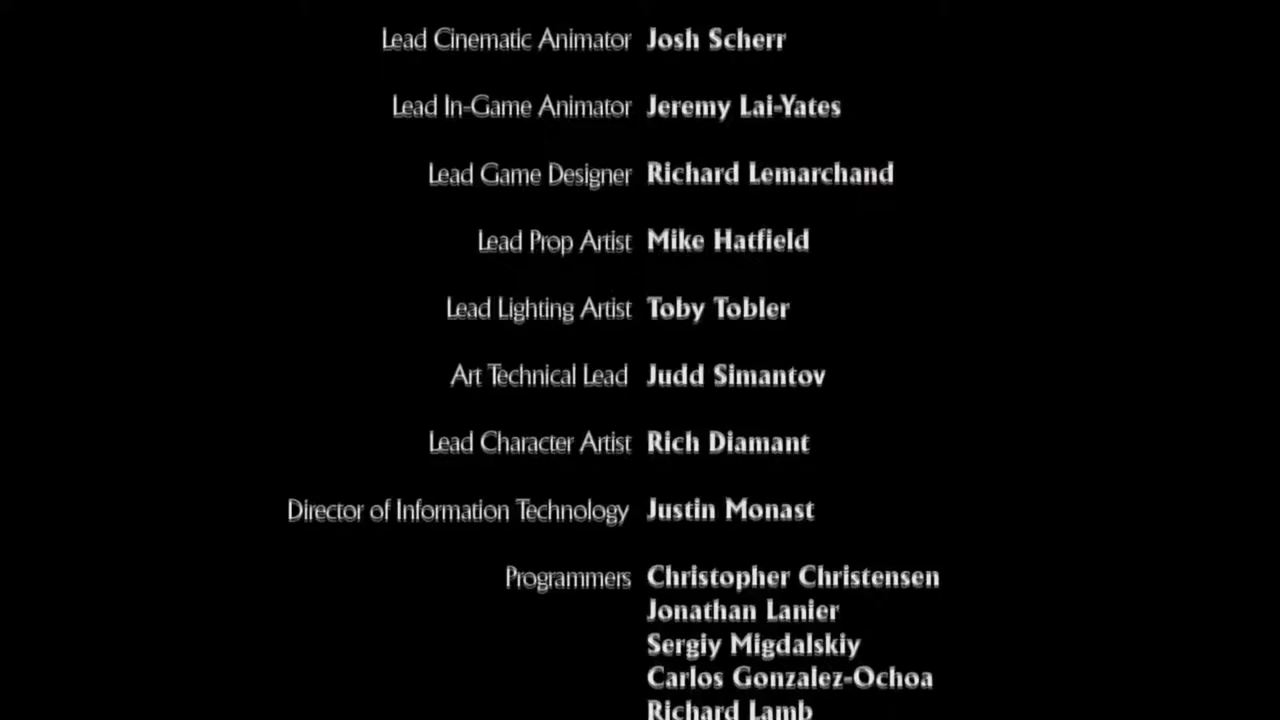 Lead Cinematic Animator Josh Scherr
Lead In-Game Animator Jeremy Lai-Yates
Lead Game Designer Richard Lemarchand
Lead Prop Artist Mike Hatfield
Lead Lighting Artist Toby Tobler
Art Technical Lead Judd Simantov
Lead Character Artist Rich Diamant
Director of Information Technology Justin Monast
Programmers Christopher Christensen
Jonathan Lanier
Sergiy Migdalskiy
Carlos Gonzalez-Ochoa
Richard Lamb